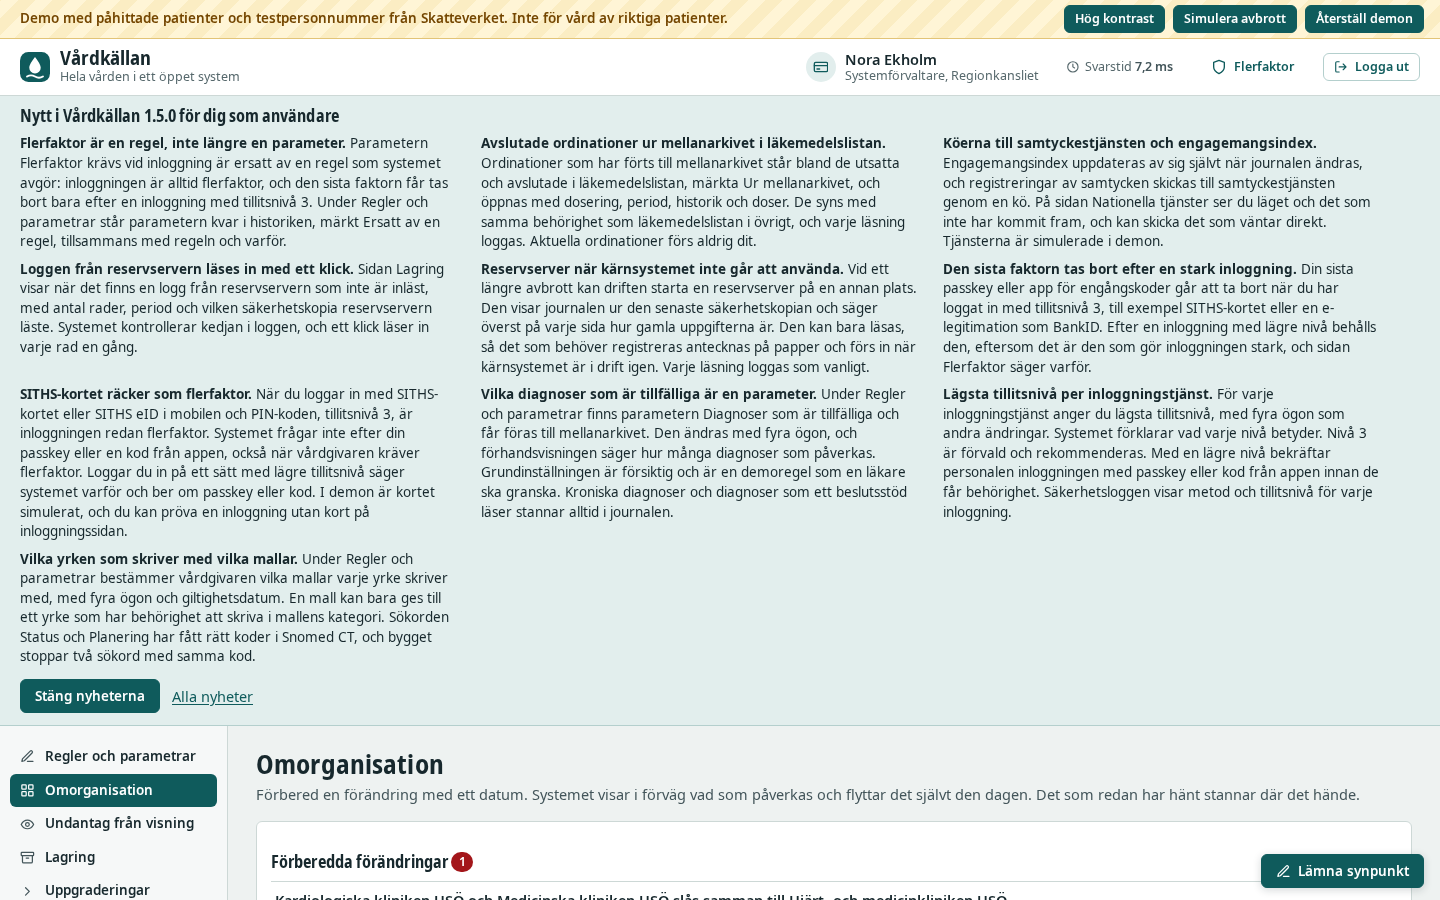 Demo med påhittade patienter och testpersonnummer från Skatteverket. Inte för vård av riktiga patienter.
Hög kontrast
Simulera avbrott
Återställ demon
Vårdkällan
Hela vården i ett öppet system
Nora Ekholm
Systemförvaltare, Regionkansliet
Svarstid 7,2 ms
Flerfaktor
Logga ut
Nytt i Vårdkällan 1.5.0 för dig som användare
Flerfaktor är en regel, inte längre en parameter. Parametern
Flerfaktor krävs vid inloggning är ersatt av en regel som systemet
avgör: inloggningen är alltid flerfaktor, och den sista faktorn får tas
bort bara efter en inloggning med tillitsnivå 3. Under Regler och
parametrar står parametern kvar i historiken, märkt Ersatt av en
regel, tillsammans med regeln och varför.
Avslutade ordinationer ur mellanarkivet i läkemedelslistan.
Ordinationer som har förts till mellanarkivet står bland de utsatta
och avslutade i läkemedelslistan, märkta Ur mellanarkivet, och
öppnas med dosering, period, historik och doser. De syns med
samma behörighet som läkemedelslistan i övrigt, och varje läsning
loggas. Aktuella ordinationer förs aldrig dit.
Köerna till samtyckestjänsten och engagemangsindex.
Engagemangsindex uppdateras av sig självt när journalen ändras,
och registreringar av samtycken skickas till samtyckestjänsten
genom en kö. På sidan Nationella tjänster ser du läget och det som
inte har kommit fram, och kan skicka det som väntar direkt.
Tjänsterna är simulerade i demon.
Loggen från reservservern läses in med ett klick. Sidan Lagring
visar när det finns en logg från reservservern som inte är inläst,
med antal rader, period och vilken säkerhetskopia reservservern
läste. Systemet kontrollerar kedjan i loggen, och ett klick läser in
varje rad en gång.
Reservserver när kärnsystemet inte går att använda. Vid ett
längre avbrott kan driften starta en reservserver på en annan plats.
Den visar journalen ur den senaste säkerhetskopian och säger
överst på varje sida hur gamla uppgifterna är. Den kan bara läsas,
så det som behöver registreras antecknas på papper och förs in när
kärnsystemet är i drift igen. Varje läsning loggas som vanligt.
Den sista faktorn tas bort efter en stark inloggning. Din sista
passkey eller app för engångskoder går att ta bort när du har
loggat in med tillitsnivå 3, till exempel SITHS-kortet eller en e-
legitimation som BankID. Efter en inloggning med lägre nivå behålls
den, eftersom det är den som gör inloggningen stark, och sidan
Flerfaktor säger varför.
SITHS-kortet räcker som flerfaktor. När du loggar in med SITHS-
kortet eller SITHS eID i mobilen och PIN-koden, tillitsnivå 3, är
inloggningen redan flerfaktor. Systemet frågar inte efter din
passkey eller en kod från appen, också när vårdgivaren kräver
flerfaktor. Loggar du in på ett sätt med lägre tillitsnivå säger
systemet varför och ber om passkey eller kod. I demon är kortet
simulerat, och du kan pröva en inloggning utan kort på
inloggningssidan.
Vilka diagnoser som är tillfälliga är en parameter. Under Regler
och parametrar finns parametern Diagnoser som är tillfälliga och
får föras till mellanarkivet. Den ändras med fyra ögon, och
förhandsvisningen säger hur många diagnoser som påverkas.
Grundinställningen är försiktig och är en demoregel som en läkare
ska granska. Kroniska diagnoser och diagnoser som ett beslutsstöd
läser stannar alltid i journalen.
Lägsta tillitsnivå per inloggningstjänst. För varje
inloggningstjänst anger du lägsta tillitsnivå, med fyra ögon som
andra ändringar. Systemet förklarar vad varje nivå betyder. Nivå 3
är förvald och rekommenderas. Med en lägre nivå bekräftar
personalen inloggningen med passkey eller kod från appen innan de
får behörighet. Säkerhetsloggen visar metod och tillitsnivå för varje
inloggning.
Vilka yrken som skriver med vilka mallar. Under Regler och
parametrar bestämmer vårdgivaren vilka mallar varje yrke skriver
med, med fyra ögon och giltighetsdatum. En mall kan bara ges till
ett yrke som har behörighet att skriva i mallens kategori. Sökorden
Status och Planering har fått rätt koder i Snomed CT, och bygget
stoppar två sökord med samma kod.
Stäng nyheterna
Alla nyheter
Regler och parametrar
Omorganisation
Undantag från visning
Lagring
Uppgraderingar
Omorganisation
Förbered en förändring med ett datum. Systemet visar i förväg vad som påverkas och flyttar det självt den dagen. Det som redan har hänt stannar där det hände.
Förberedda förändringar 1
Kardiologiska kliniken USÖ och Medicinska kliniken USÖ slås samman till Hjärt- och medicinkliniken USÖ
Lämna synpunkt